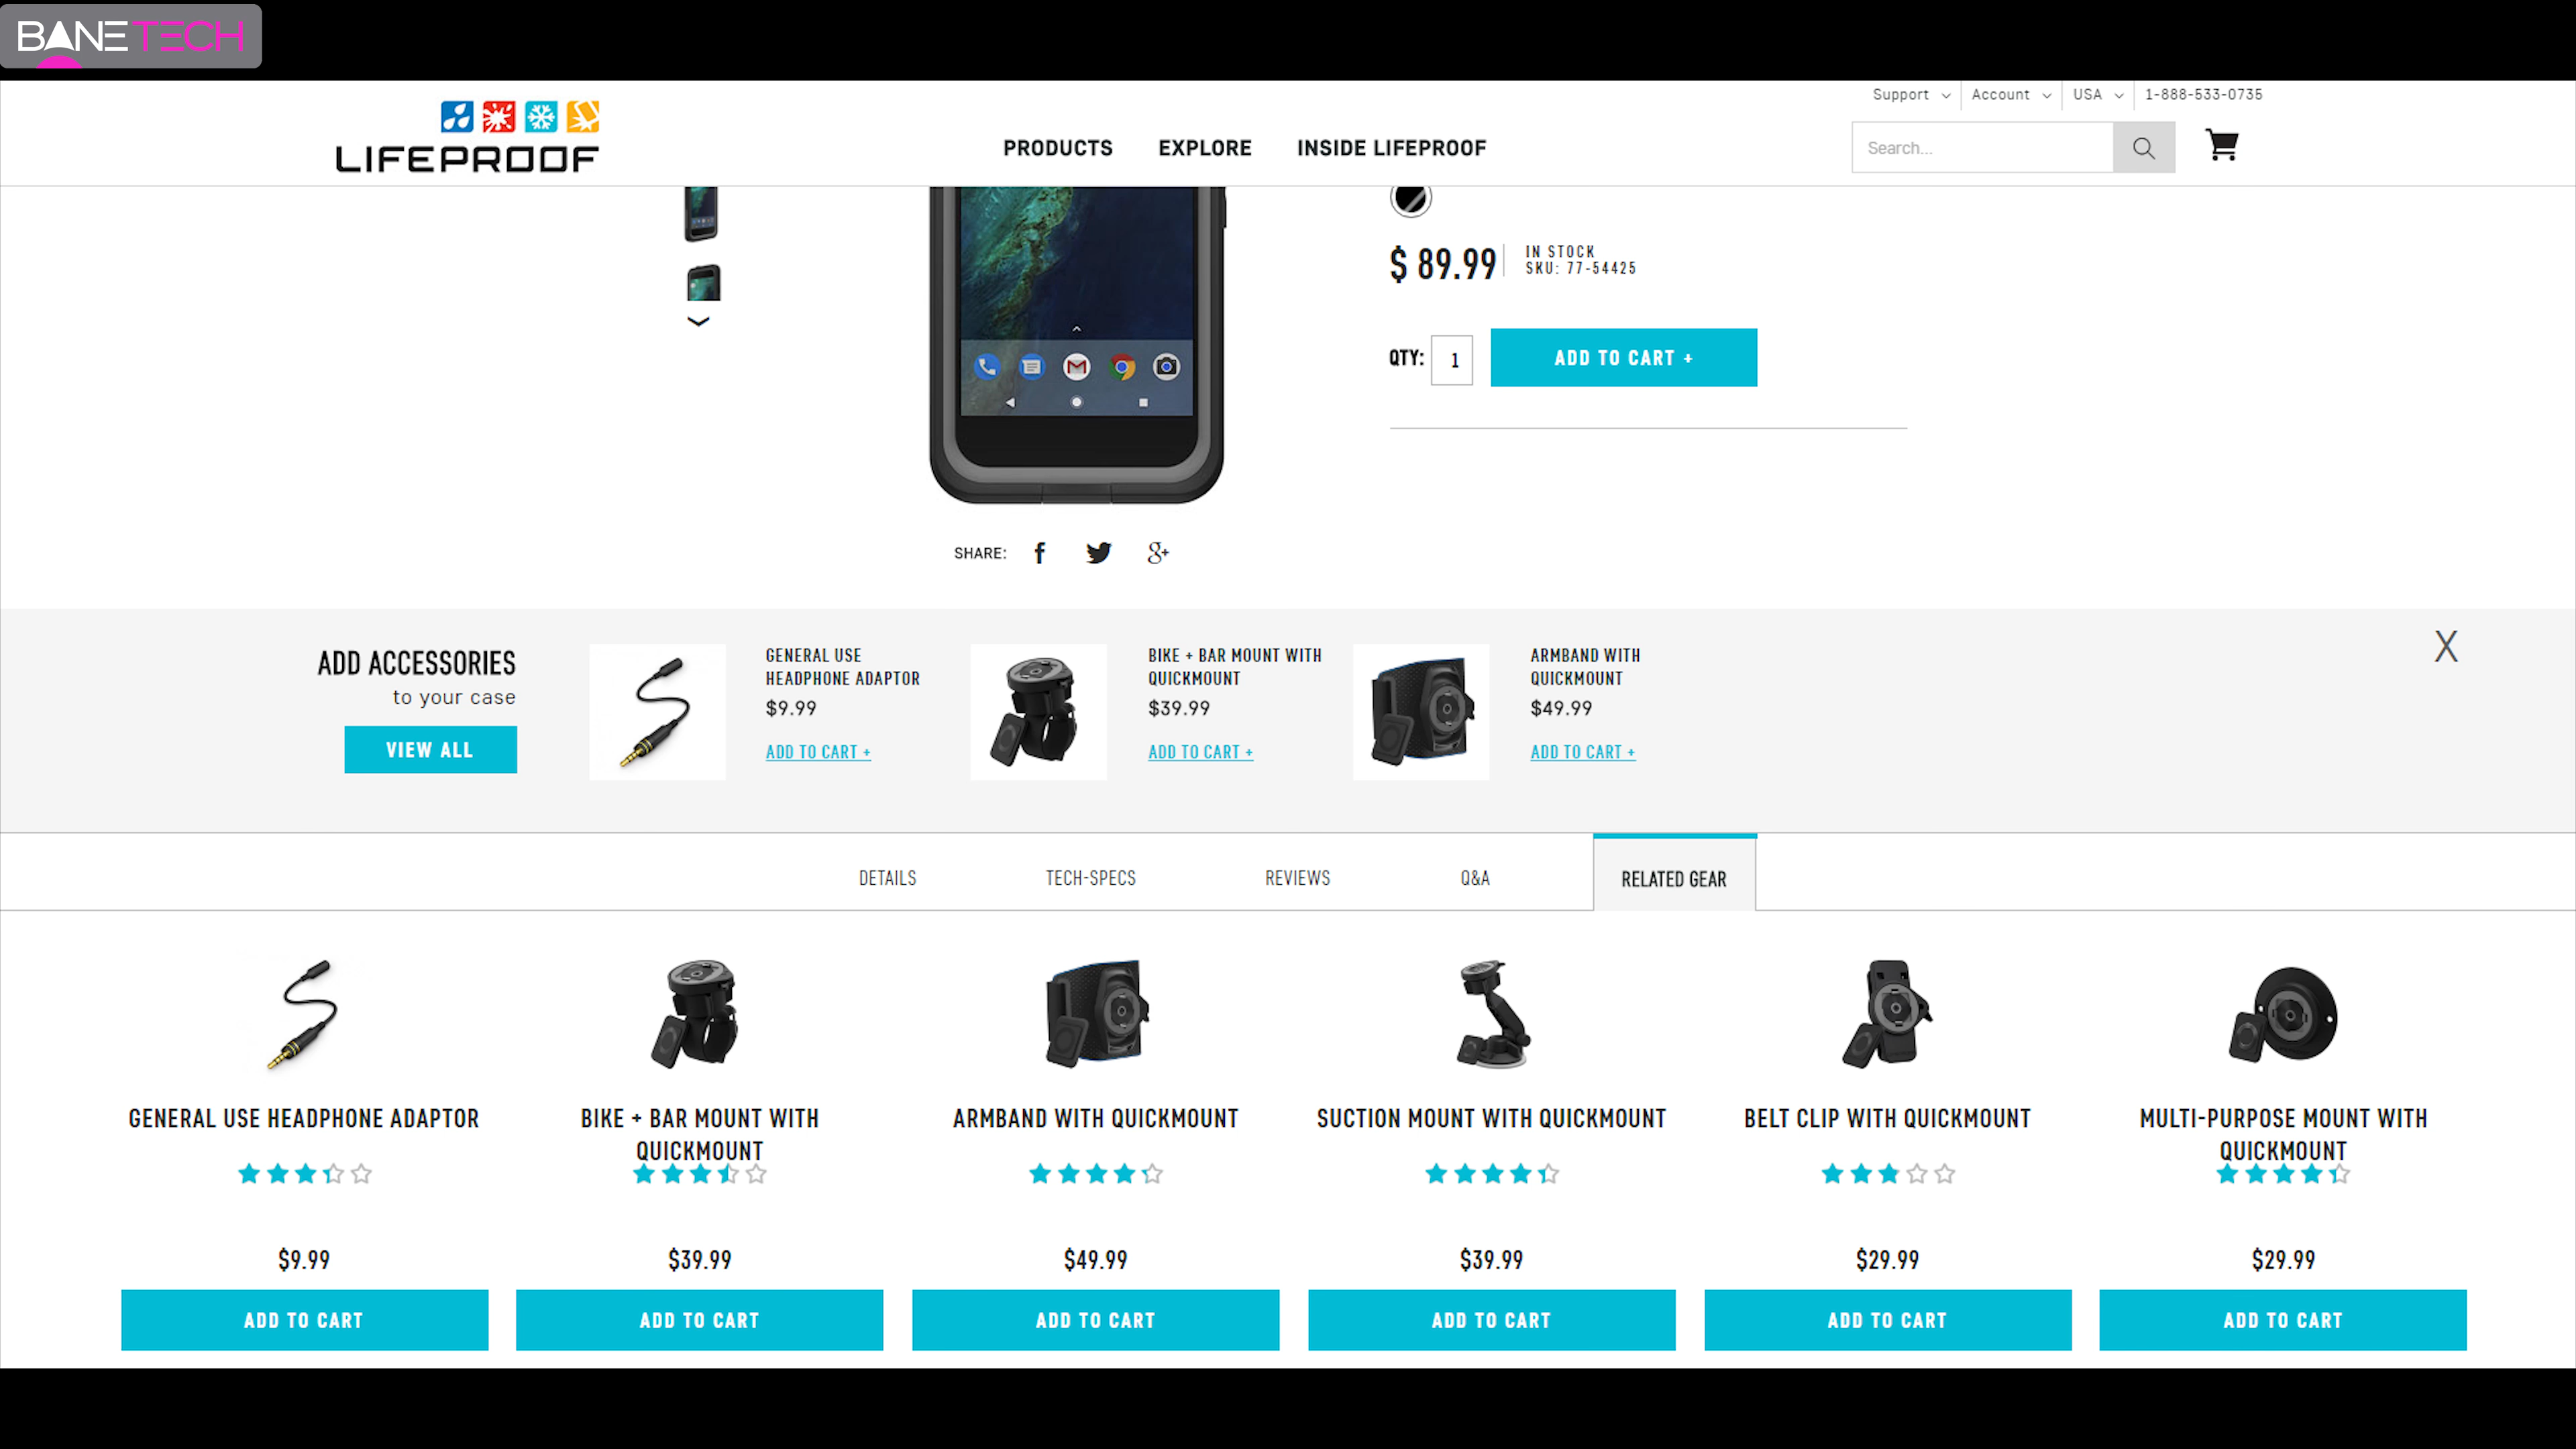 BANETECH
Support Account USA 1-888-533-0735
LIFEPROOF
PRODUCTS EXPLORE INSIDE LIFEPROOF
Search...
$ 89.99
IN STOCK
SKU: 77-54425
QTY: 1 ADD TO CART +
SHARE: f g+
ADD ACCESSORIES
to your case
VIEW ALL
GENERAL USE
HEADPHONE ADAPTOR
$9.99
ADD TO CART +
BIKE + BAR MOUNT WITH
QUICKMOUNT
$39.99
ADD TO CART +
ARMBAND WITH
QUICKMOUNT
$49.99
ADD TO CART +
X
DETAILS TECH-SPECS REVIEWS Q&A RELATED GEAR
GENERAL USE HEADPHONE ADAPTOR
$9.99
ADD TO CART
BIKE + BAR MOUNT WITH
QUICKMOUNT
$39.99
ADD TO CART
ARMBAND WITH QUICKMOUNT
$49.99
ADD TO CART
SUCTION MOUNT WITH QUICKMOUNT
$39.99
ADD TO CART
BELT CLIP WITH QUICKMOUNT
$29.99
ADD TO CART
MULTI-PURPOSE MOUNT WITH
QUICKMOUNT
$29.99
ADD TO CART